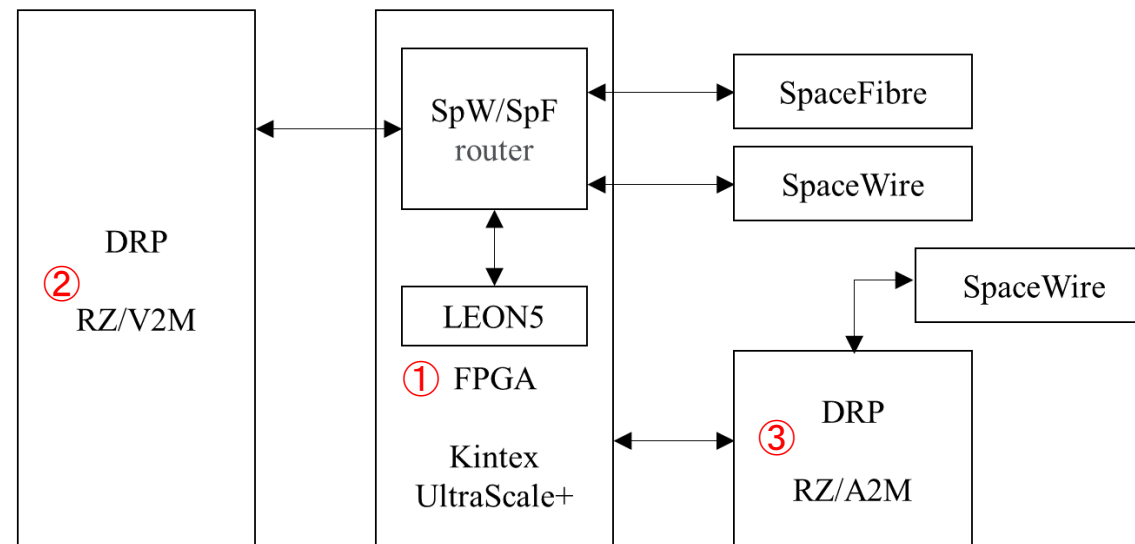 DRP
②
RZ/V2M
SpW/SpF
router
LEON5
① FPGA
Kintex
UltraScale+
SpaceFibre
SpaceWire
SpaceWire
DRP
③
RZ/A2M